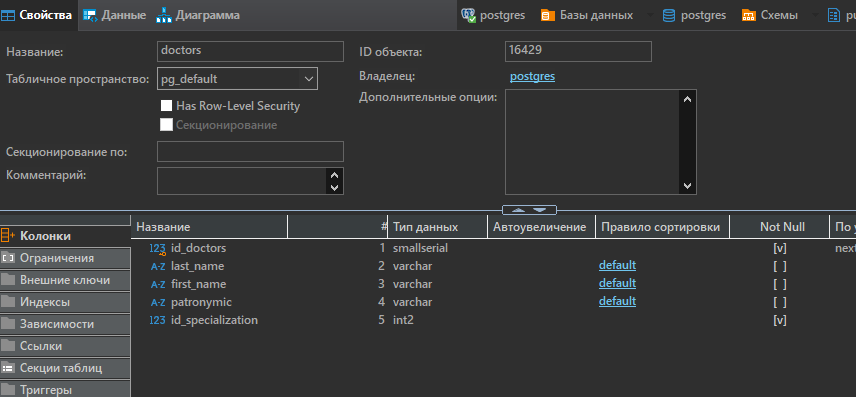 Свойства Данные Диаграмма postgres Базы данных postgres Схемы
Название: doctors ID объекта: 16429
Табличное пространство: pg_default Владелец: postgres
Дополнительные опции:
Has Row-Level Security
Секционирование
Секционирование по:
Комментарий:
Название # Тип данных Автоувеличение Правило сортировки Not Null
Колонки
123 id_doctors 1 smallserial [v]
Ограничения
A-Z last_name 2 varchar default [ ]
Внешние ключи
A-Z first_name 3 varchar default [ ]
Индексы
A-Z patronymic 4 varchar default [ ]
Зависимости
123 id_specialization 5 int2 [v]
Ссылки
Секции таблиц
Триггеры